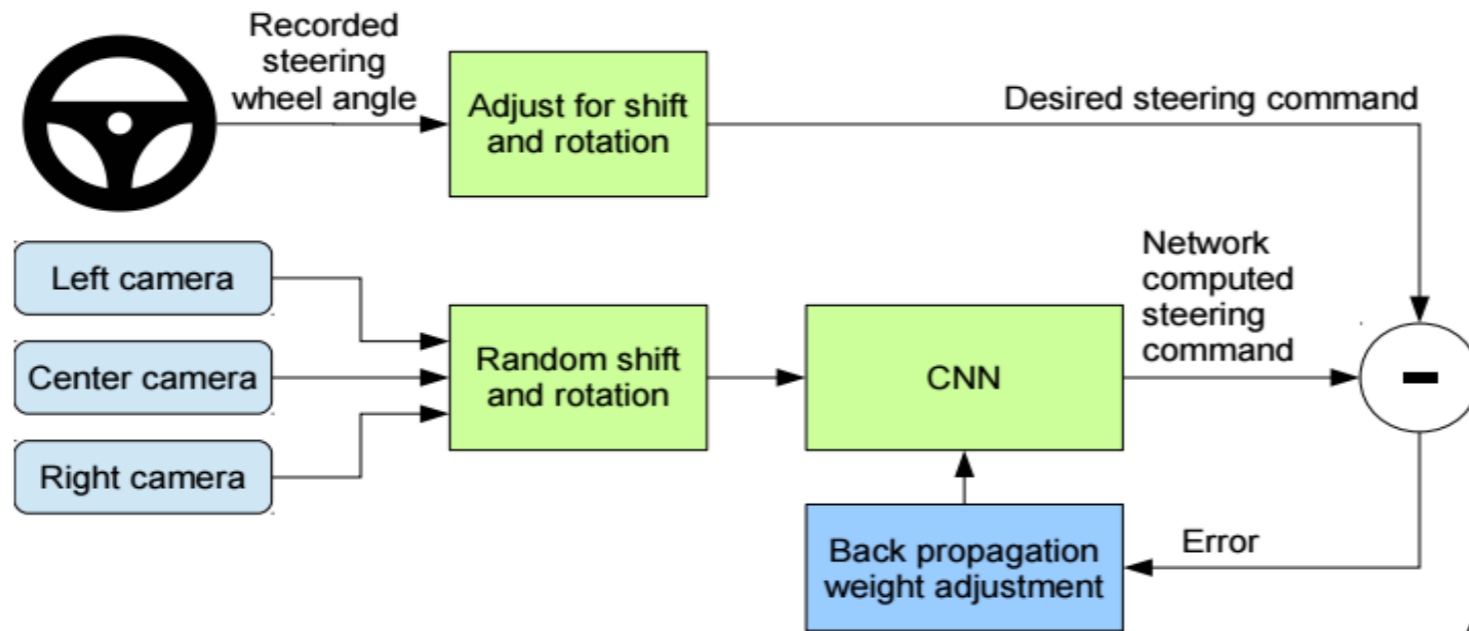 Recorded
steering
wheel angle
Adjust for shift
and rotation
Desired steering command
Left camera
Center camera
Right camera
Random shift
and rotation
CNN
Network
computed
steering
command
-
Back propagation
weight adjustment
Error